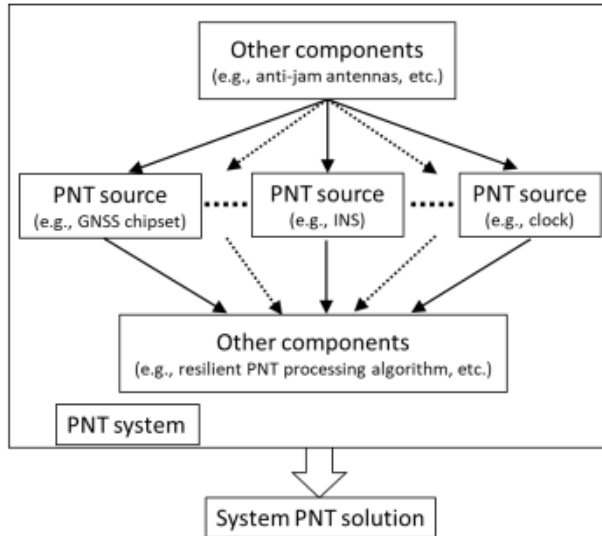 Other components
(e.g., anti-jam antennas, etc.)
PNT source
(e.g., GNSS chipset)
PNT source
(e.g., INS)
PNT source
(e.g., clock)
Other components
(e.g., resilient PNT processing algorithm, etc.)
PNT system
System PNT solution